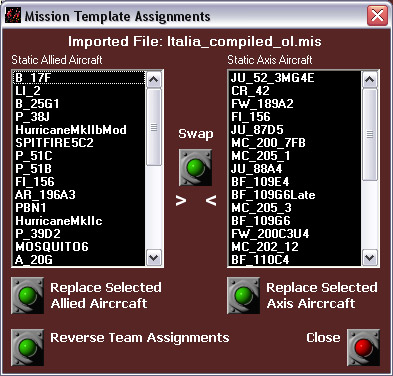 Mission Template Assignments
Imported File: Italia_compiled_ol.mis
Static Allied Aircraft
B_17F
LI_2
B_25G1
P_38J
HurricaneMkIIbMod
SPITFIRE5C2
P_51C
P_51B
FI_156
AR_196A3
PBN1
HurricaneMkIIc
P_39D2
MOSQUITO6
A_20G
Swap
> <
Static Axis Aircraft
JU_52_3MG4E
CR_42
FW_189A2
FI_156
JU_87D5
MC_200_7FB
MC_205_1
JU_88A4
BF_109E4
BF_109G6Late
MC_205_3
BF_109G6
FW_200C3U4
MC_202_12
BF_110C4
Replace Selected
Allied Aircrcaft
Replace Selected
Axis Aircrcaft
Reverse Team Assignments
Close